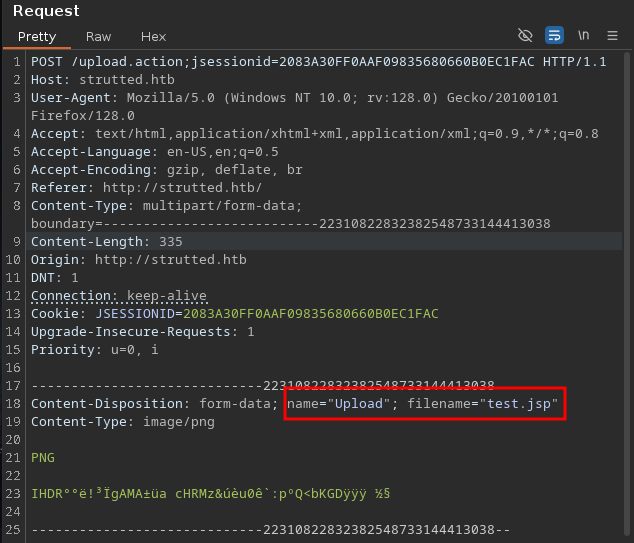 Request
Pretty Raw Hex \n
1 POST /upload.action;jsessionid=2083A30FF0AAF09835680660B0EC1FAC HTTP/1.1
2 Host: strutted.htb
3 User-Agent: Mozilla/5.0 (Windows NT 10.0; rv:128.0) Gecko/20100101
Firefox/128.0
4 Accept: text/html,application/xhtml+xml,application/xml;q=0.9,*/*;q=0.8
5 Accept-Language: en-US,en;q=0.5
6 Accept-Encoding: gzip, deflate, br
7 Referer: http://strutted.htb/
8 Content-Type: multipart/form-data;
boundary=---------------------------22310822832382548733144413038
9 Content-Length: 335
10 Origin: http://strutted.htb
11 DNT: 1
12 Connection: keep-alive
13 Cookie: JSESSIONID=2083A30FF0AAF09835680660B0EC1FAC
14 Upgrade-Insecure-Requests: 1
15 Priority: u=0, i
16
17 -----------------------------22310822832382548733144413038
18 Content-Disposition: form-data; name="Upload"; filename="test.jsp"
19 Content-Type: image/png
20
21 PNG
22
23 IHDR°°ë!³ÏgAMA±üa cHRMz&úèu0ê`:pºQ<bKGDÿÿÿ ½§
24
25 -----------------------------22310822832382548733144413038--